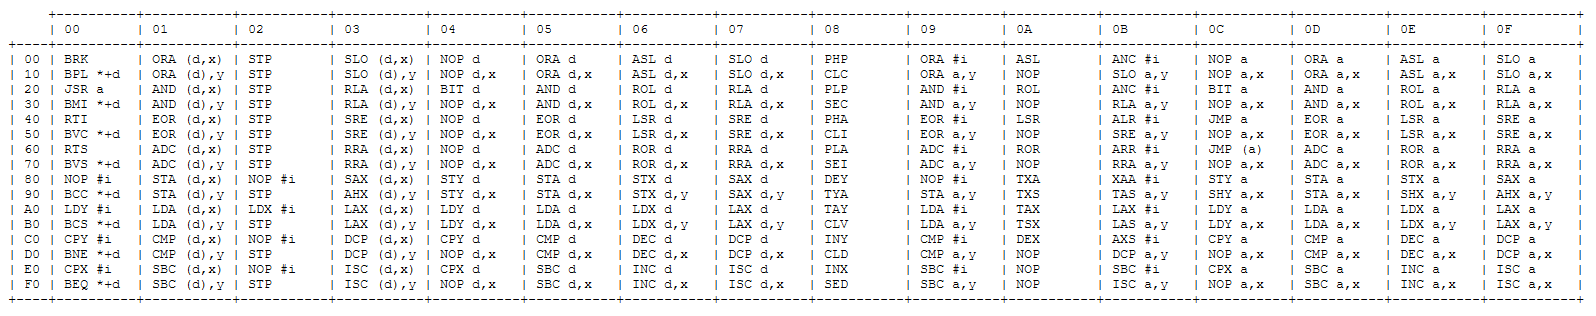 00 01 02 03 04 05 06 07 08 09 0A 0B 0C 0D 0E 0F
00 BRK ORA (d,x) STP SLO (d,x) NOP d ORA d ASL d SLO d PHP ORA #i ASL ANC #i NOP a ORA a ASL a SLO a
10 BPL *+d ORA (d),y STP SLO (d),y NOP d,x ORA d,x ASL d,x SLO d,x CLC ORA a,y NOP SLO a,y NOP a,x ORA a,x ASL a,x SLO a,x
20 JSR a AND (d,x) STP RLA (d,x) BIT d AND d ROL d RLA d PLP AND #i ROL ANC #i BIT a AND a ROL a RLA a
30 BMI *+d AND (d),y STP RLA (d),y NOP d,x AND d,x ROL d,x RLA d,x SEC AND a,y NOP RLA a,y NOP a,x AND a,x ROL a,x RLA a,x
40 RTI EOR (d,x) STP SRE (d,x) NOP d EOR d LSR d SRE d PHA EOR #i LSR ALR #i JMP a EOR a LSR a SRE a
50 BVC *+d EOR (d),y STP SRE (d),y NOP d,x EOR d,x LSR d,x SRE d,x CLI EOR a,y NOP SRE a,y NOP a,x EOR a,x LSR a,x SRE a,x
60 RTS ADC (d,x) STP RRA (d,x) NOP d ADC d ROR d RRA d PLA ADC #i ROR ARR #i JMP (a) ADC a ROR a RRA a
70 BVS *+d ADC (d),y STP RRA (d),y NOP d,x ADC d,x ROR d,x RRA d,x SEI ADC a,y NOP RRA a,y NOP a,x ADC a,x ROR a,x RRA a,x
80 NOP #i STA (d,x) NOP #i SAX (d,x) STY d STA d STX d SAX d DEY NOP #i TXA XAA #i STY a STA a STX a SAX a
90 BCC *+d STA (d),y STP AHX (d),y STY d,x STA d,x STX d,y SAX d,y TYA STA a,y TXS TAS a,y SHY a,x STA a,x SHX a,y AHX a,y
A0 LDY #i LDA (d,x) LDX #i LAX (d,x) LDY d LDA d LDX d LAX d TAY LDA #i TAX LAX #i LDY a LDA a LDX a LAX a
B0 BCS *+d LDA (d),y STP LAX (d),y LDY d,x LDA d,x LDX d,y LAX d,y CLV LDA a,y TSX LAS a,y LDY a,x LDA a,x LDX a,y LAX a,y
C0 CPY #i CMP (d,x) NOP #i DCP (d,x) CPY d CMP d DEC d DCP d INY CMP #i DEX AXS #i CPY a CMP a DEC a DCP a
D0 BNE *+d CMP (d),y STP DCP (d),y NOP d,x CMP d,x DEC d,x DCP d,x CLD CMP a,y NOP DCP a,y NOP a,x CMP a,x DEC a,x DCP a,x
E0 CPX #i SBC (d,x) NOP #i ISC (d,x) CPX d SBC d INC d ISC d INX SBC #i NOP SBC #i CPX a SBC a INC a ISC a
F0 BEQ *+d SBC (d),y STP ISC (d),y NOP d,x SBC d,x INC d,x ISC d,x SED SBC a,y NOP ISC a,y NOP a,x SBC a,x INC a,x ISC a,x